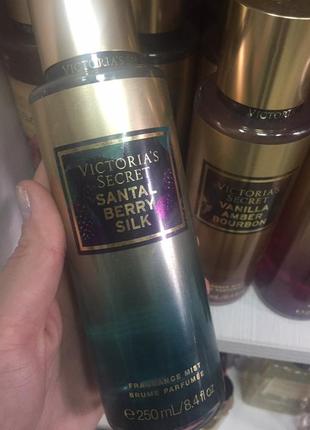 VICTORIA'S
VICTORIA'S
SECRET
SANTAL
BERRY
SILK
FRAGRANCE MIST
BRUME PARFUMÉE
e 250 mL/8.4 fl oz
VICTORIA'S
VICTORIA'S
SECRET
VANILLA
AMBER
BOURBON